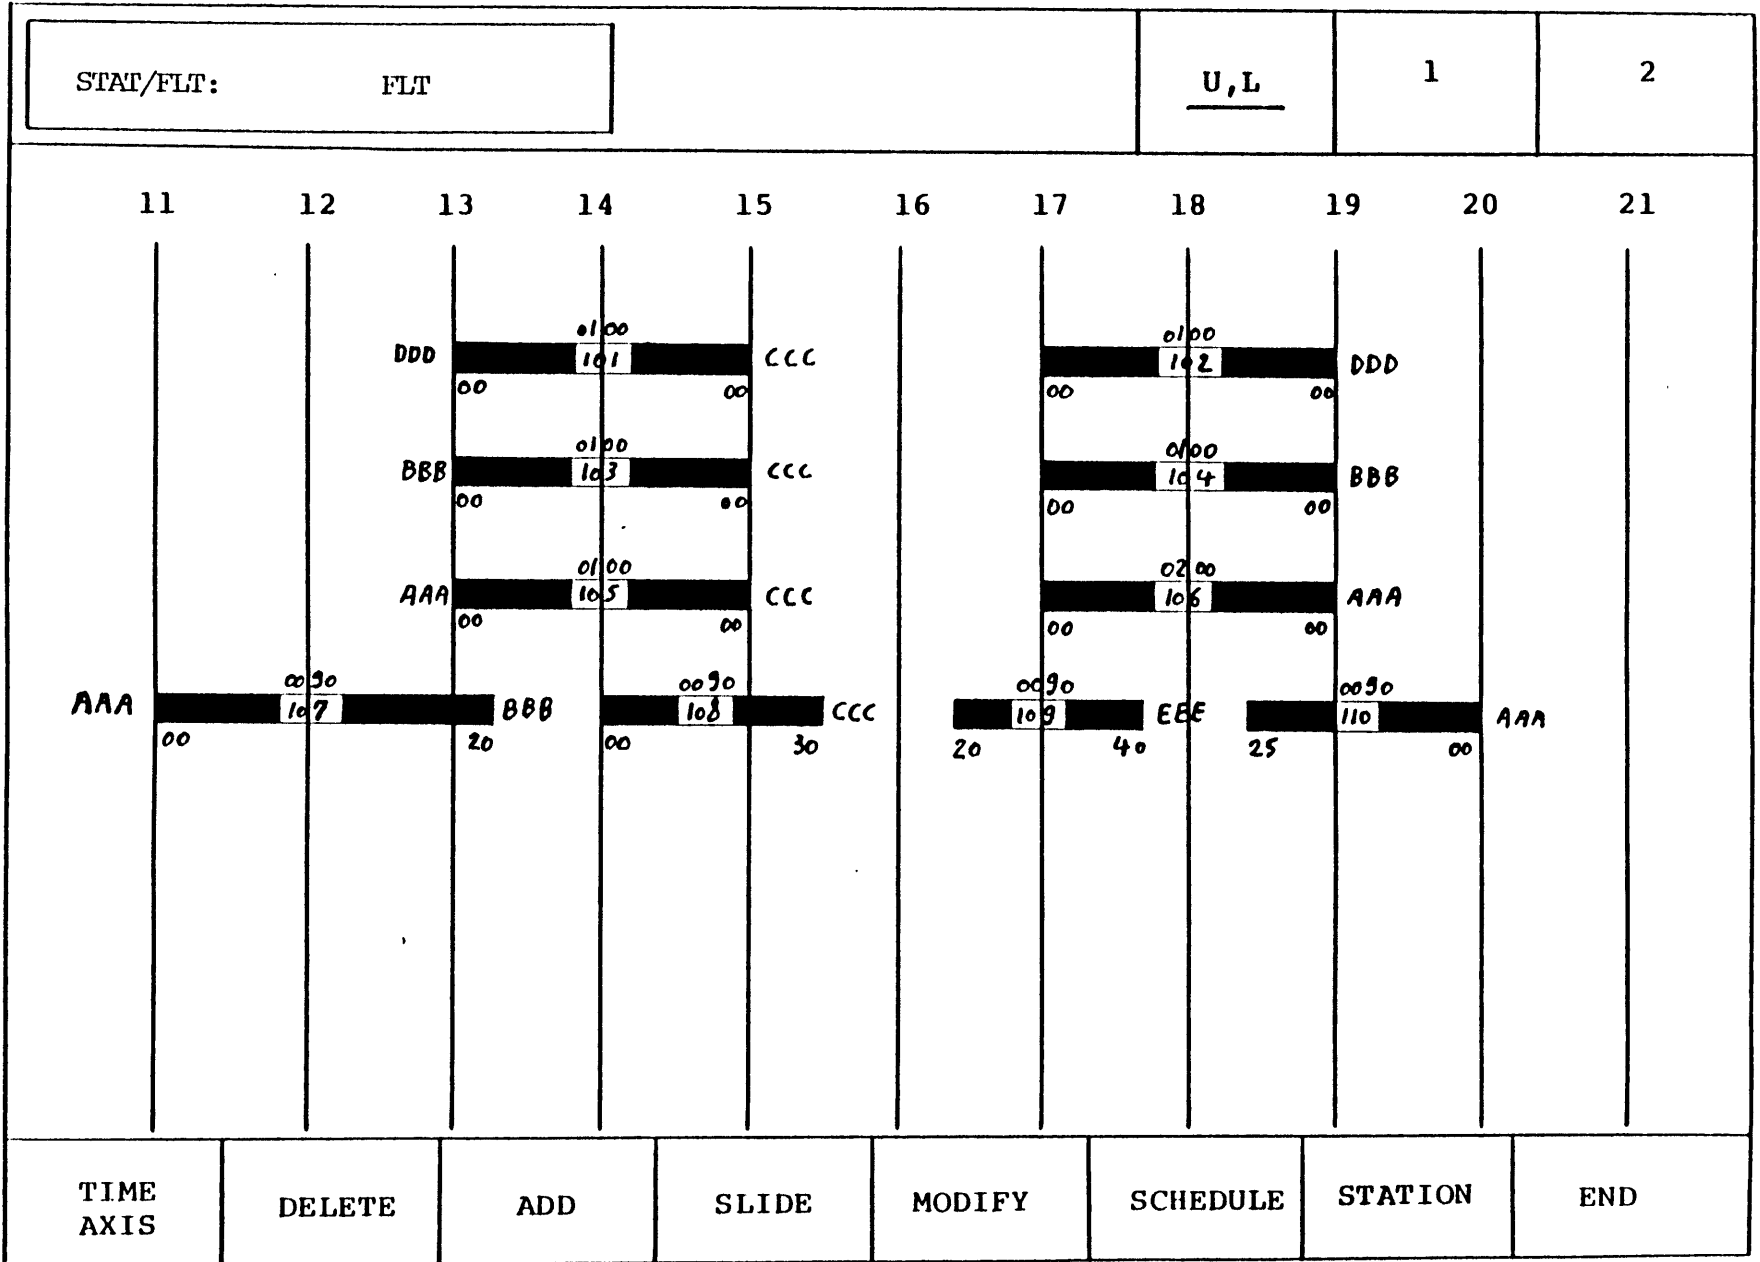 STAT/FLT: FLT
U,L
1
2
11 12 13 14 15 16 17 18 19 20 21
0100 0100
DDD 101 CCC 102 DDD
00 00 00 00
0100 0100
BBB 103 CCC 104 BBB
00 00 00 00
0100 0200
AAA 105 CCC 106 AAA
00 00 00 00
0090 0090 0090 0090
AAA 107 BBB 108 CCC 109 EEE 110 AAA
00 20 00 30 20 40 25 00
TIME
AXIS
DELETE
ADD
SLIDE
MODIFY
SCHEDULE
STATION
END